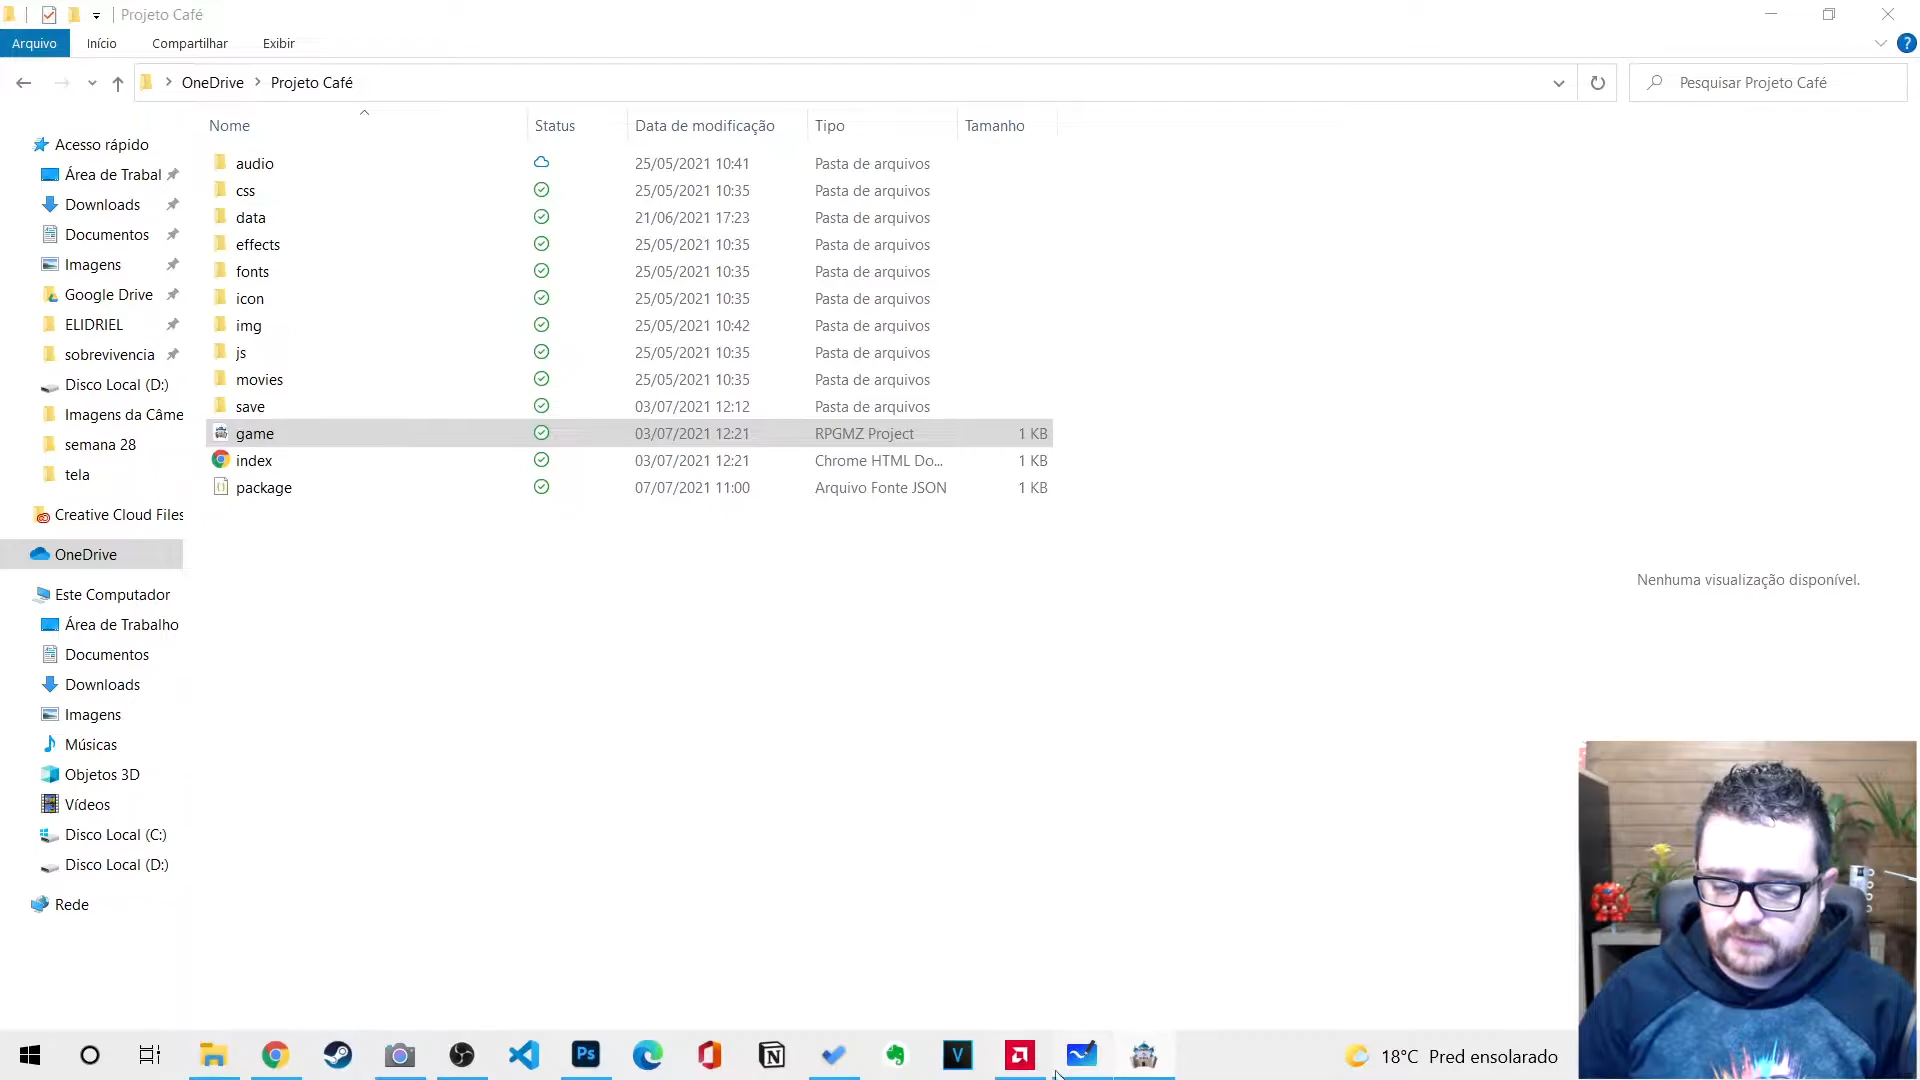 Projeto Café
Arquivo
Início
Compartilhar
Exibir
OneDrive
Projeto Café
Pesquisar Projeto Café
Nome
Status
Data de modificação
Tipo
Tamanho
Acesso rápido
Área de Trabal
Downloads
Documentos
Imagens
Google Drive
ELIDRIEL
sobrevivencia
Disco Local (D:)
Imagens da Câme
semana 28
tela
Creative Cloud Files
OneDrive
Este Computador
Área de Trabalho
Documentos
Downloads
Imagens
Músicas
Objetos 3D
Vídeos
Disco Local (C:)
Disco Local (D:)
Rede
audio 25/05/2021 10:41 Pasta de arquivos
css 25/05/2021 10:35 Pasta de arquivos
data 21/06/2021 17:23 Pasta de arquivos
effects 25/05/2021 10:35 Pasta de arquivos
fonts 25/05/2021 10:35 Pasta de arquivos
icon 25/05/2021 10:35 Pasta de arquivos
img 25/05/2021 10:42 Pasta de arquivos
js 25/05/2021 10:35 Pasta de arquivos
movies 25/05/2021 10:35 Pasta de arquivos
save 03/07/2021 12:12 Pasta de arquivos
game 03/07/2021 12:21 RPGMZ Project 1 KB
index 03/07/2021 12:21 Chrome HTML Do... 1 KB
package 07/07/2021 11:00 Arquivo Fonte JSON 1 KB
Nenhuma visualização disponível.
Ps
V
18°C Pred ensolarado